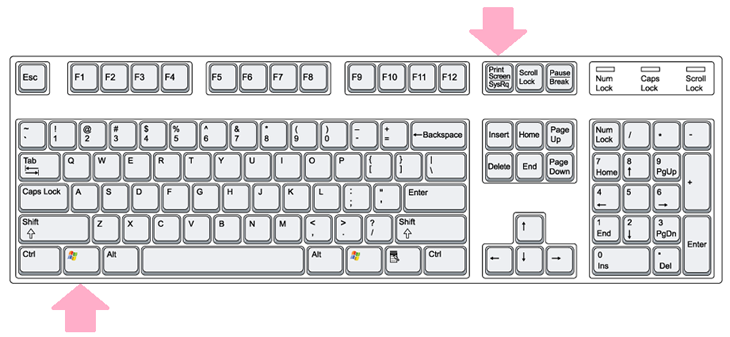 Esc F1 F2 F3 F4 F5 F6 F7 F8 F9 F10 F11 F12 Print Screen SysRq Scroll Lock Pause Break Num Lock Caps Lock Scroll Lock
~ ` ! 1 @ 2 # 3 $ 4 % 5 ^ 6 & 7 * 8 ( 9 ) 0 – - + = ←Backspace Insert Home Page Up Num Lock / * -
Tab Q W E R T Y U I O P { [ } ] | \ Delete End Page Down 7 Home 8 ↑ 9 PgUp +
Caps Lock A S D F G H J K L : ; " ' Enter 4 ← 5 6 →
Shift Z X C V B N M < , > . ? / Shift ↑ 1 End 2 ↓ 3 PgDn Enter
Ctrl Alt Alt Ctrl ← ↓ → 0 Ins • Del